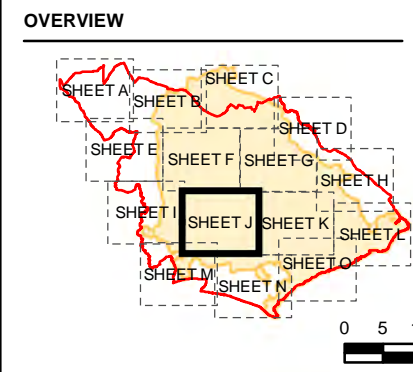 OVERVIEW
SHEET C
SHEET A
SHEET B
SHEET D
SHEET E
SHEET F
SHEET G
SHEET H
SHEET I
SHEET J
SHEET K
SHEET L
SHEET M
SHEET O
SHEET N
0 5